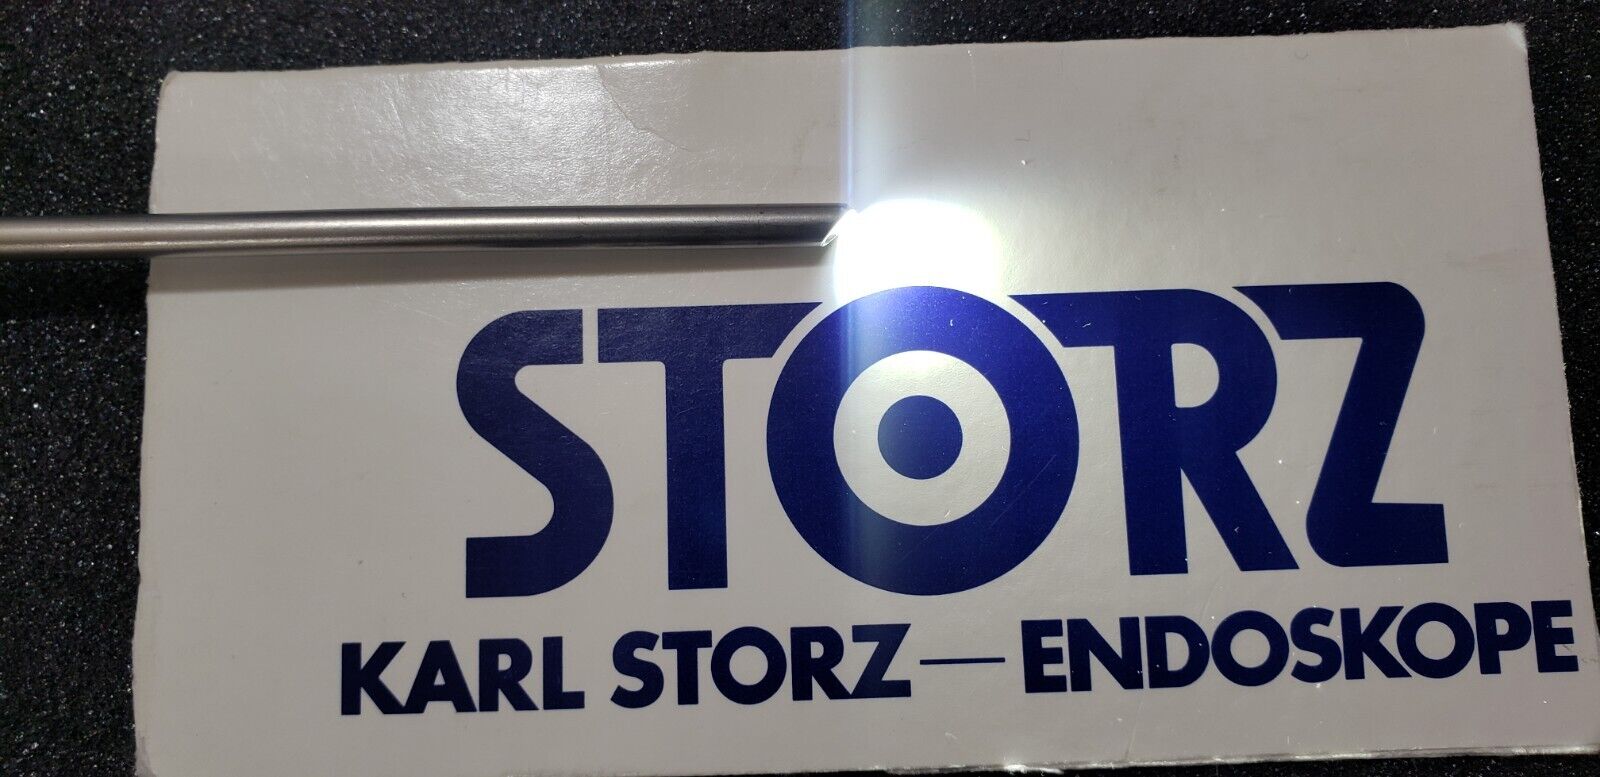 STORZ
KARL STORZ — ENDOSKOPE